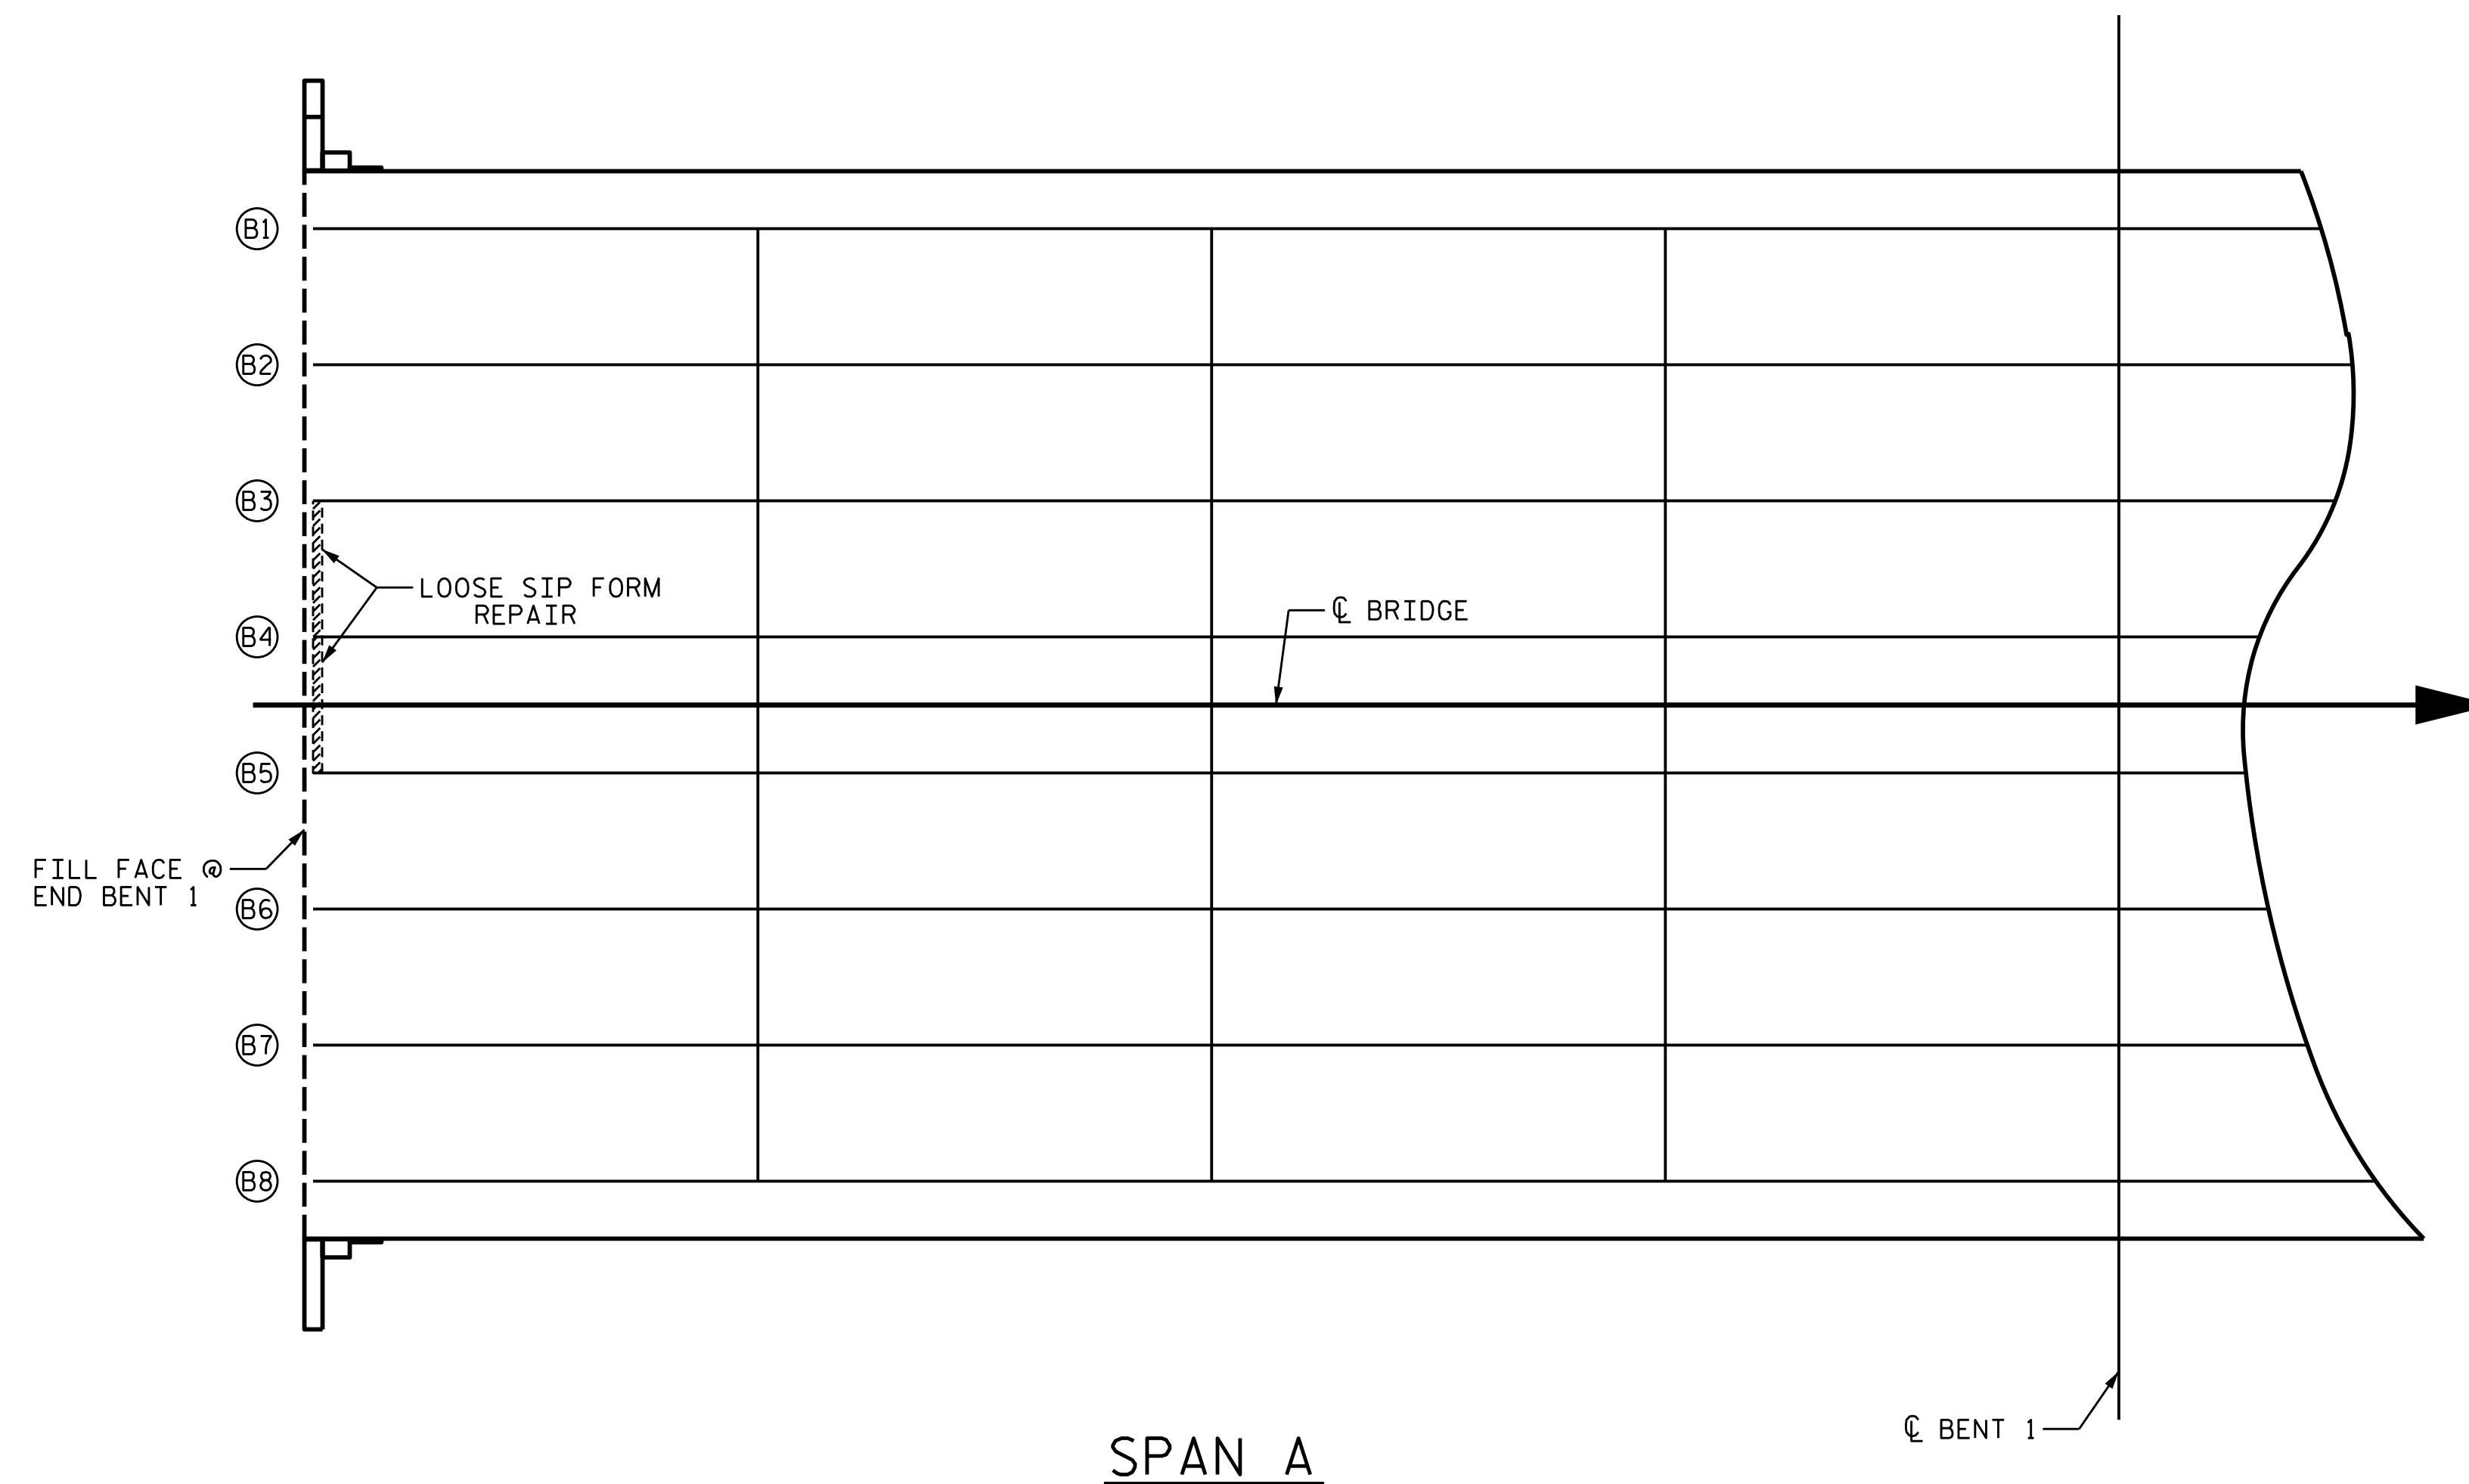 B1
B2
B3
LOOSE SIP FORM
REPAIR
℄ BRIDGE
B4
B5
FILL FACE @
END BENT 1
B6
B7
B8
℄ BENT 1
SPAN A